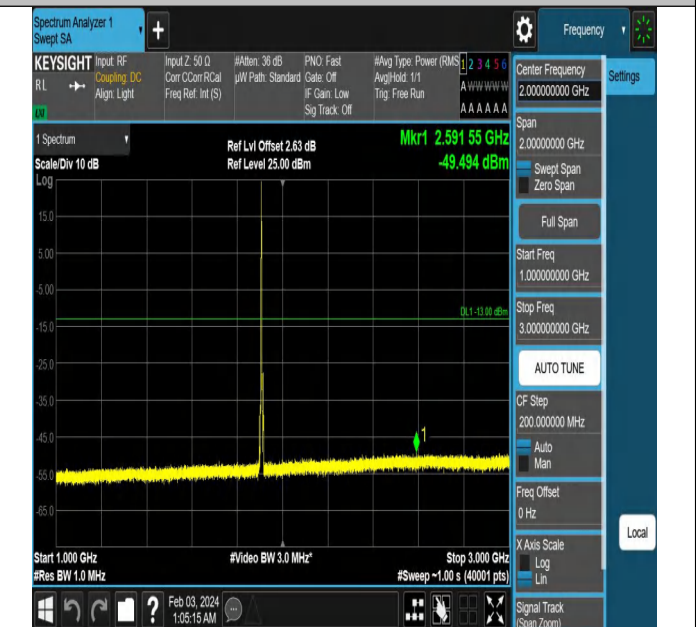 Spectrum Analyzer 1
Swept SA
+
Frequency
KEYSIGHT
RL
Input: RF
Coupling: DC
Align: Light
Input Z: 50 Ω
Corr CCorr RCal
Freq Ref: Int (S)
#Atten: 36 dB
µW Path: Standard
PNO: Fast
Gate: Off
IF Gain: Low
Sig Track: Off
#Avg Type: Power (RMS
Avg|Hold: 1/1
Trig: Free Run
1 2 3 4 5 6
A W W W W W
A A A A A A
Settings
Center Frequency
2.000000000 GHz
Span
2.00000000 GHz
Swept Span
Zero Span
Full Span
Start Freq
1.000000000 GHz
Stop Freq
3.000000000 GHz
AUTO TUNE
CF Step
200.000000 MHz
Auto
Man
Freq Offset
0 Hz
X Axis Scale
Log
Lin
Signal Track
(Span Zoom)
Local
1 Spectrum
Scale/Div 10 dB
Log
Ref Lvl Offset 2.63 dB
Ref Level 25.00 dBm
Mkr1 2.591 55 GHz
-49.494 dBm
15.0
5.00
-5.00
DL1 -13.00 dBm
-15.0
-25.0
-35.0
-45.0
1
-55.0
-65.0
Start 1.000 GHz
#Res BW 1.0 MHz
#Video BW 3.0 MHz*
Stop 3.000 GHz
#Sweep ~1.00 s (40001 pts)
?
Feb 03, 2024
1:05:15 AM